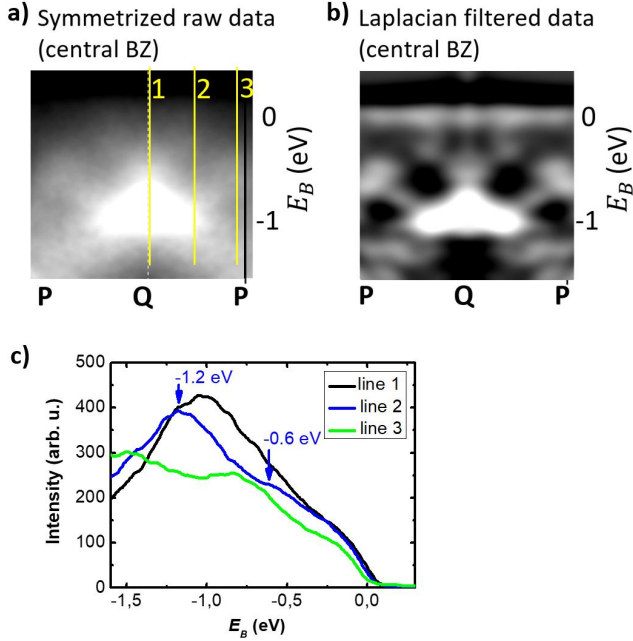 a) Symmetrized raw data
(central BZ)
1 2 3
0
-1
E_B (eV)
P Q P
b) Laplacian filtered data
(central BZ)
0
-1
E_B (eV)
P Q P
c)
500
400
300
200
100
0
Intensity (arb. u.)
-1.2 eV
-0.6 eV
line 1
line 2
line 3
-1,5 -1,0 -0,5 0,0
E_B (eV)